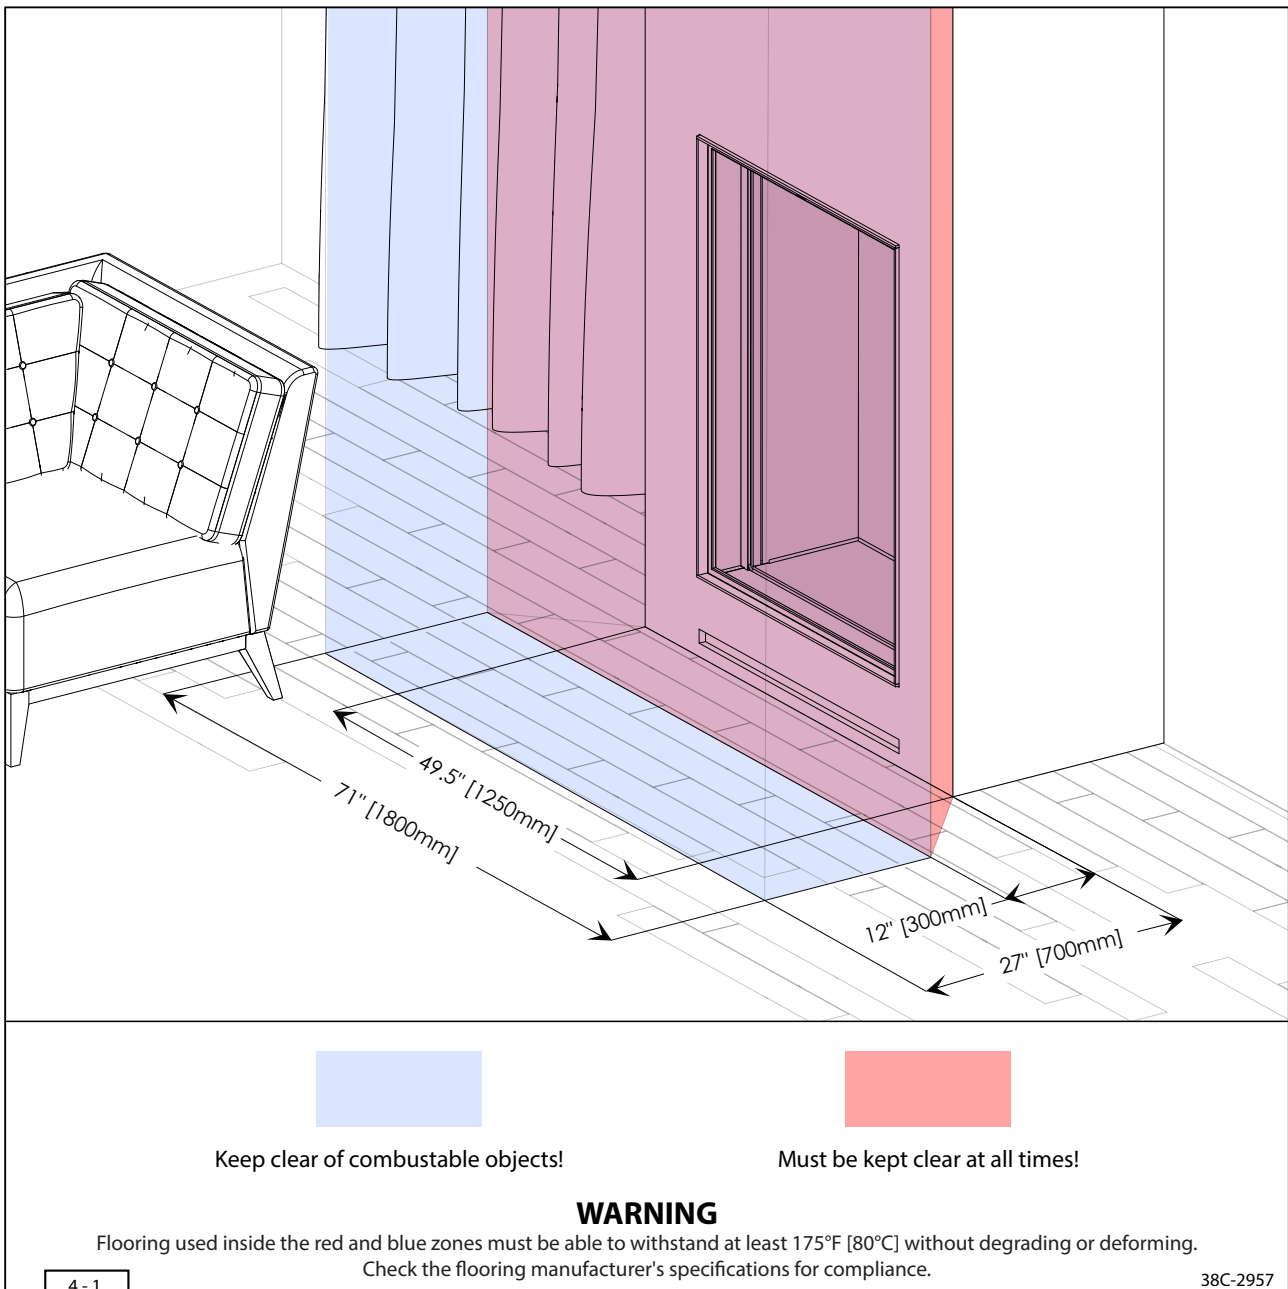 49.5" [1250mm]
71" [1800mm]
12" [300mm]
27" [700mm]
Keep clear of combustable objects!
Must be kept clear at all times!
WARNING
Flooring used inside the red and blue zones must be able to withstand at least 175°F [80°C] without degrading or deforming.
Check the flooring manufacturer's specifications for compliance.
4 - 1
38C-2957